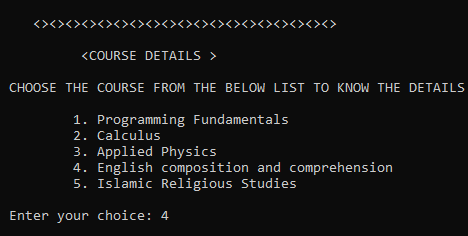 <><><><><><><><><><><><><><><><><><><>
<COURSE DETAILS >
CHOOSE THE COURSE FROM THE BELOW LIST TO KNOW THE DETAILS
1. Programming Fundamentals
2. Calculus
3. Applied Physics
4. English composition and comprehension
5. Islamic Religious Studies
Enter your choice: 4